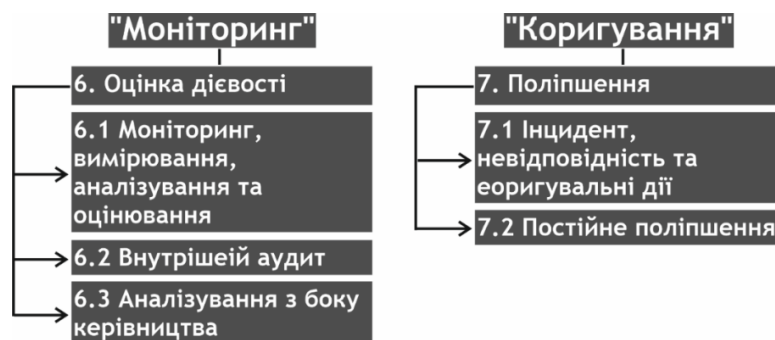 "Моніторинг"
6. Оцінка дієвості
6.1 Моніторинг,
вимірювання,
аналізування та
оцінювання
6.2 Внутрішеій аудит
6.3 Аналізування з боку
керівництва
"Коригування"
7. Поліпшення
7.1 Інцидент,
невідповідність та
еоригувальні дії
7.2 Постійне поліпшення